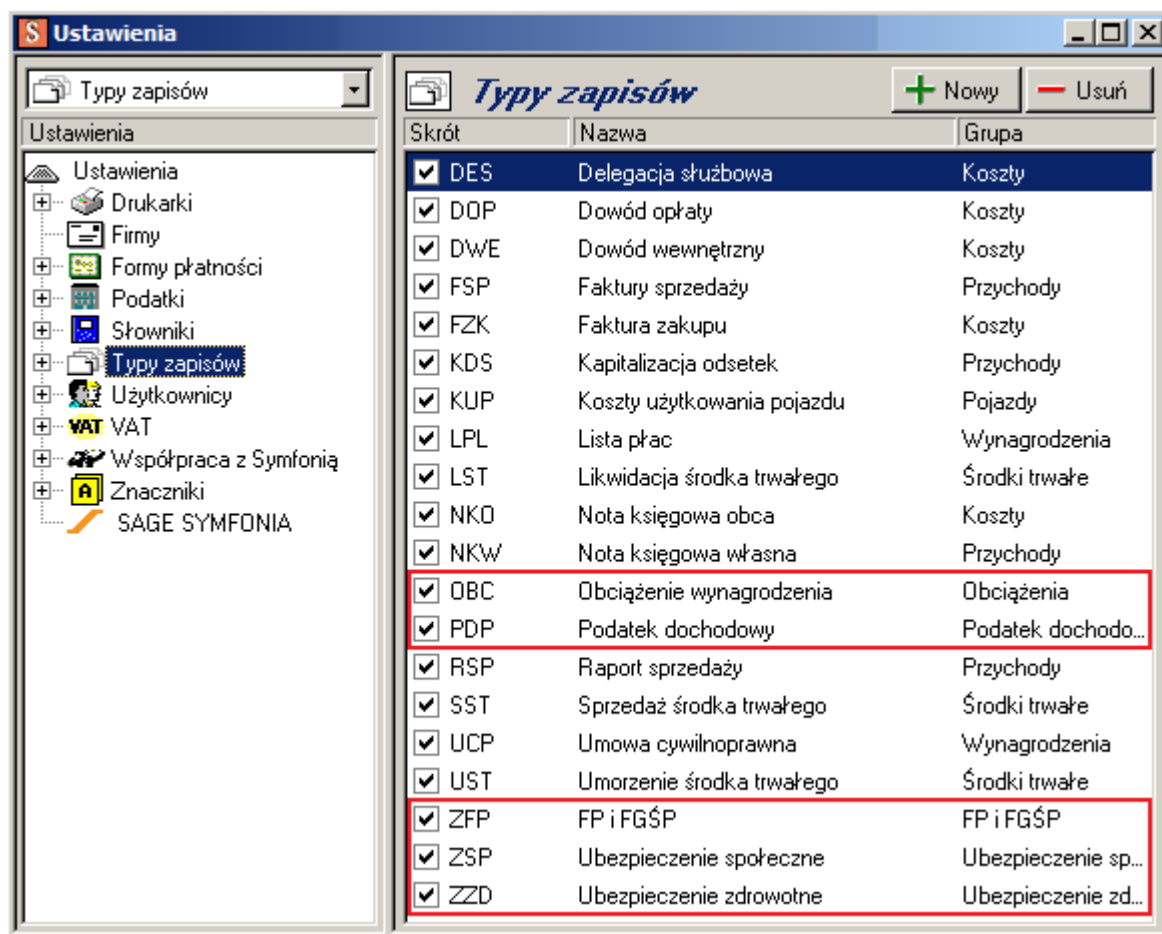 Ustawienia
Typy zapisów
Ustawienia
Ustawienia
Drukarki
Firmy
Formy płatności
Podatki
Słowniki
Typy zapisów
Użytkownicy
VAT VAT
Współpraca z Symfonią
A Znaczniki
SAGE SYMFONIA
Typy zapisów Nowy Usuń
Skrót Nazwa Grupa
DES Delegacja służbowa Koszty
DOP Dowód opłaty Koszty
DWE Dowód wewnętrzny Koszty
FSP Faktury sprzedaży Przychody
FZK Faktura zakupu Koszty
KDS Kapitalizacja odsetek Przychody
KUP Koszty użytkowania pojazdu Pojazdy
LPL Lista płac Wynagrodzenia
LST Likwidacja środka trwałego Środki trwałe
NKO Nota księgowa obca Koszty
NKW Nota księgowa własna Przychody
OBC Obciążenie wynagrodzenia Obciążenia
PDP Podatek dochodowy Podatek dochodo...
RSP Raport sprzedaży Przychody
SST Sprzedaż środka trwałego Środki trwałe
UCP Umowa cywilnoprawna Wynagrodzenia
UST Umorzenie środka trwałego Środki trwałe
ZFP FP i FGŚP FP i FGŚP
ZSP Ubezpieczenie społeczne Ubezpieczenie sp...
ZZD Ubezpieczenie zdrowotne Ubezpieczenie zd...